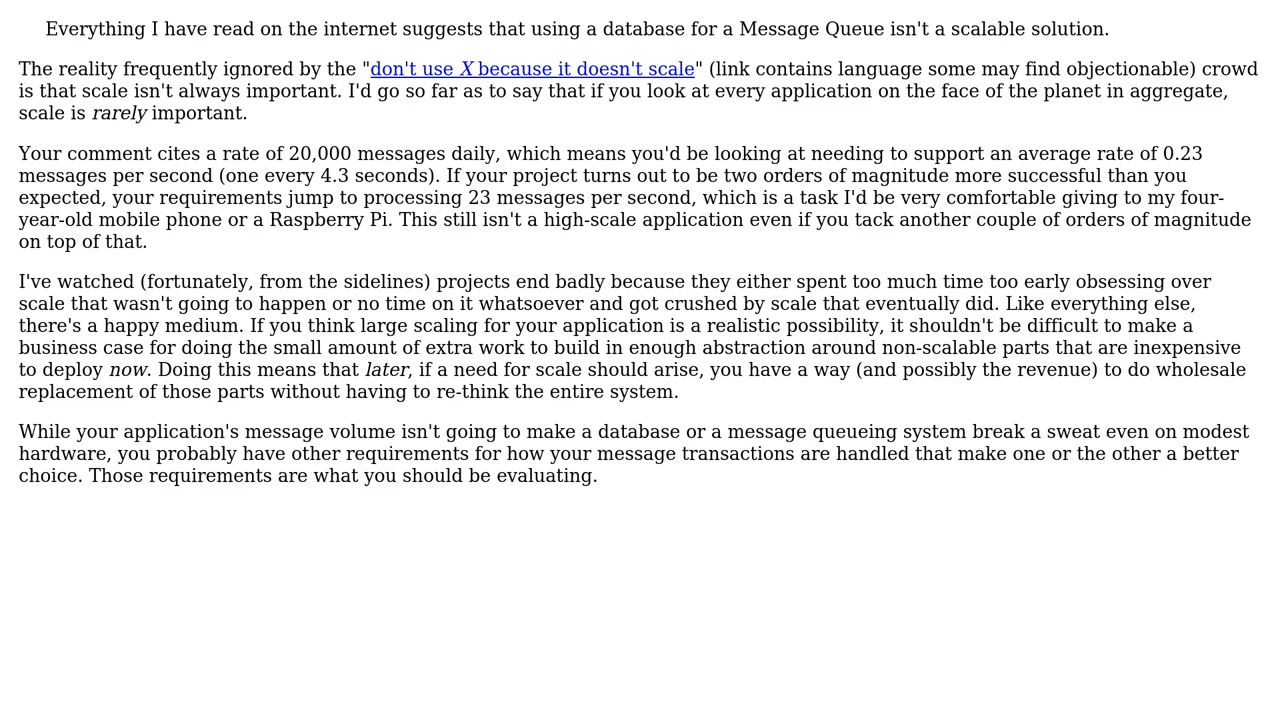 Everything I have read on the internet suggests that using a database for a Message Queue isn't a scalable solution.
The reality frequently ignored by the "don't use X because it doesn't scale" (link contains language some may find objectionable) crowd
is that scale isn't always important. I'd go so far as to say that if you look at every application on the face of the planet in aggregate,
scale is rarely important.
Your comment cites a rate of 20,000 messages daily, which means you'd be looking at needing to support an average rate of 0.23
messages per second (one every 4.3 seconds). If your project turns out to be two orders of magnitude more successful than you
expected, your requirements jump to processing 23 messages per second, which is a task I'd be very comfortable giving to my four-
year-old mobile phone or a Raspberry Pi. This still isn't a high-scale application even if you tack another couple of orders of magnitude
on top of that.
I've watched (fortunately, from the sidelines) projects end badly because they either spent too much time too early obsessing over
scale that wasn't going to happen or no time on it whatsoever and got crushed by scale that eventually did. Like everything else,
there's a happy medium. If you think large scaling for your application is a realistic possibility, it shouldn't be difficult to make a
business case for doing the small amount of extra work to build in enough abstraction around non-scalable parts that are inexpensive
to deploy now. Doing this means that later, if a need for scale should arise, you have a way (and possibly the revenue) to do wholesale
replacement of those parts without having to re-think the entire system.
While your application's message volume isn't going to make a database or a message queueing system break a sweat even on modest
hardware, you probably have other requirements for how your message transactions are handled that make one or the other a better
choice. Those requirements are what you should be evaluating.